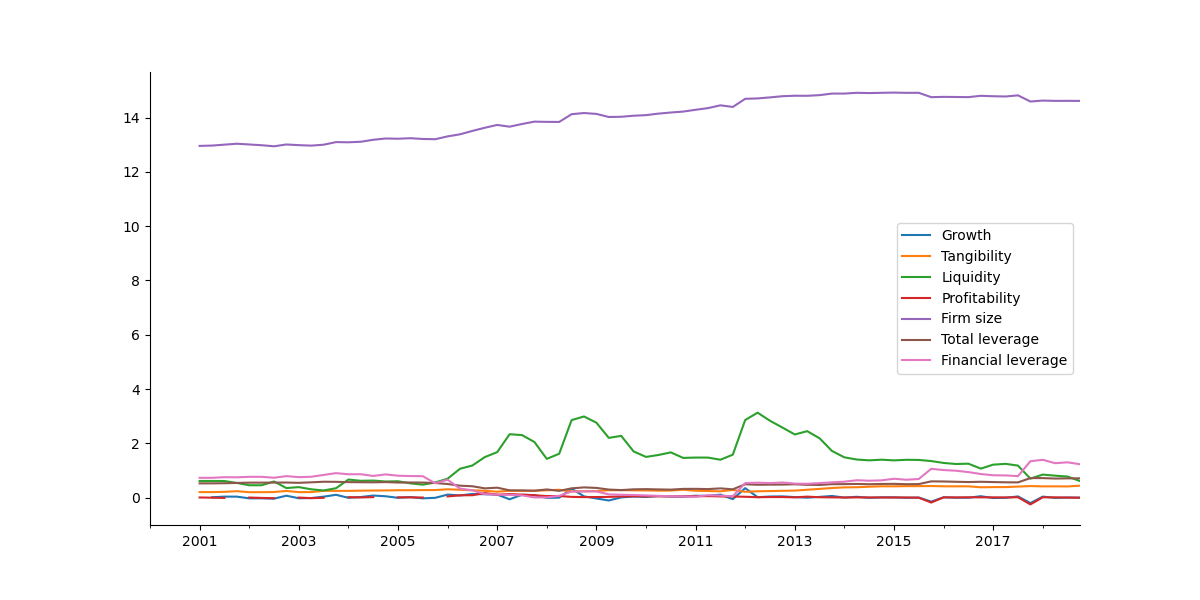 14
12
10
8
6
4
2
0
Growth
Tangibility
Liquidity
Profitability
Firm size
Total leverage
Financial leverage
2001 2003 2005 2007 2009 2011 2013 2015 2017